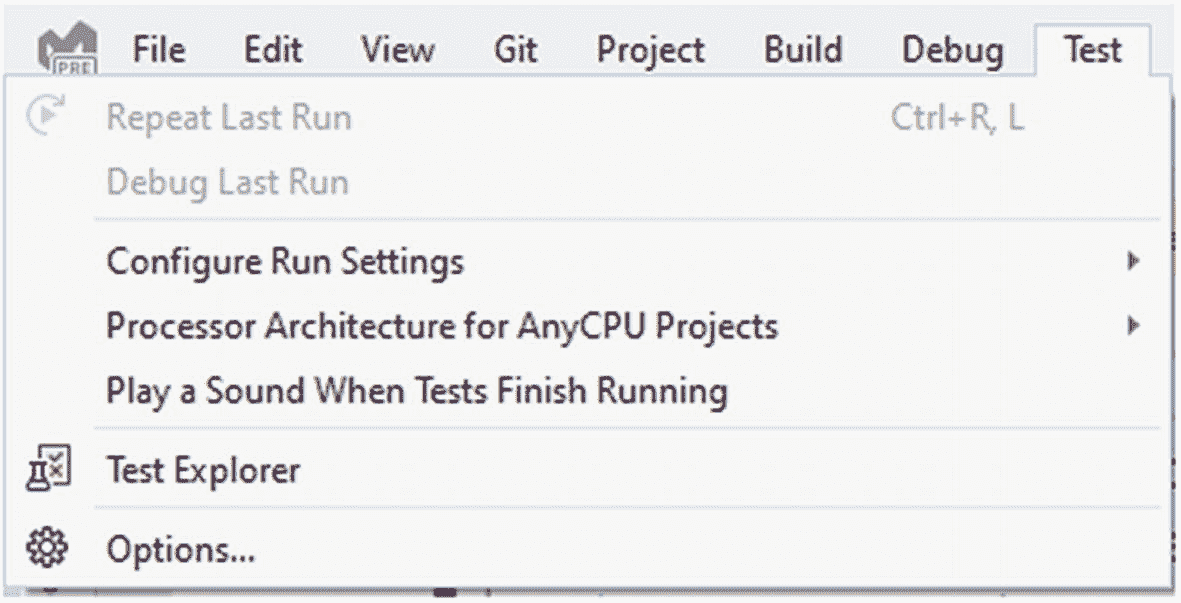 PRE File Edit View Git Project Build Debug Test
Repeat Last Run Ctrl+R, L
Debug Last Run
Configure Run Settings
Processor Architecture for AnyCPU Projects
Play a Sound When Tests Finish Running
Test Explorer
Options...